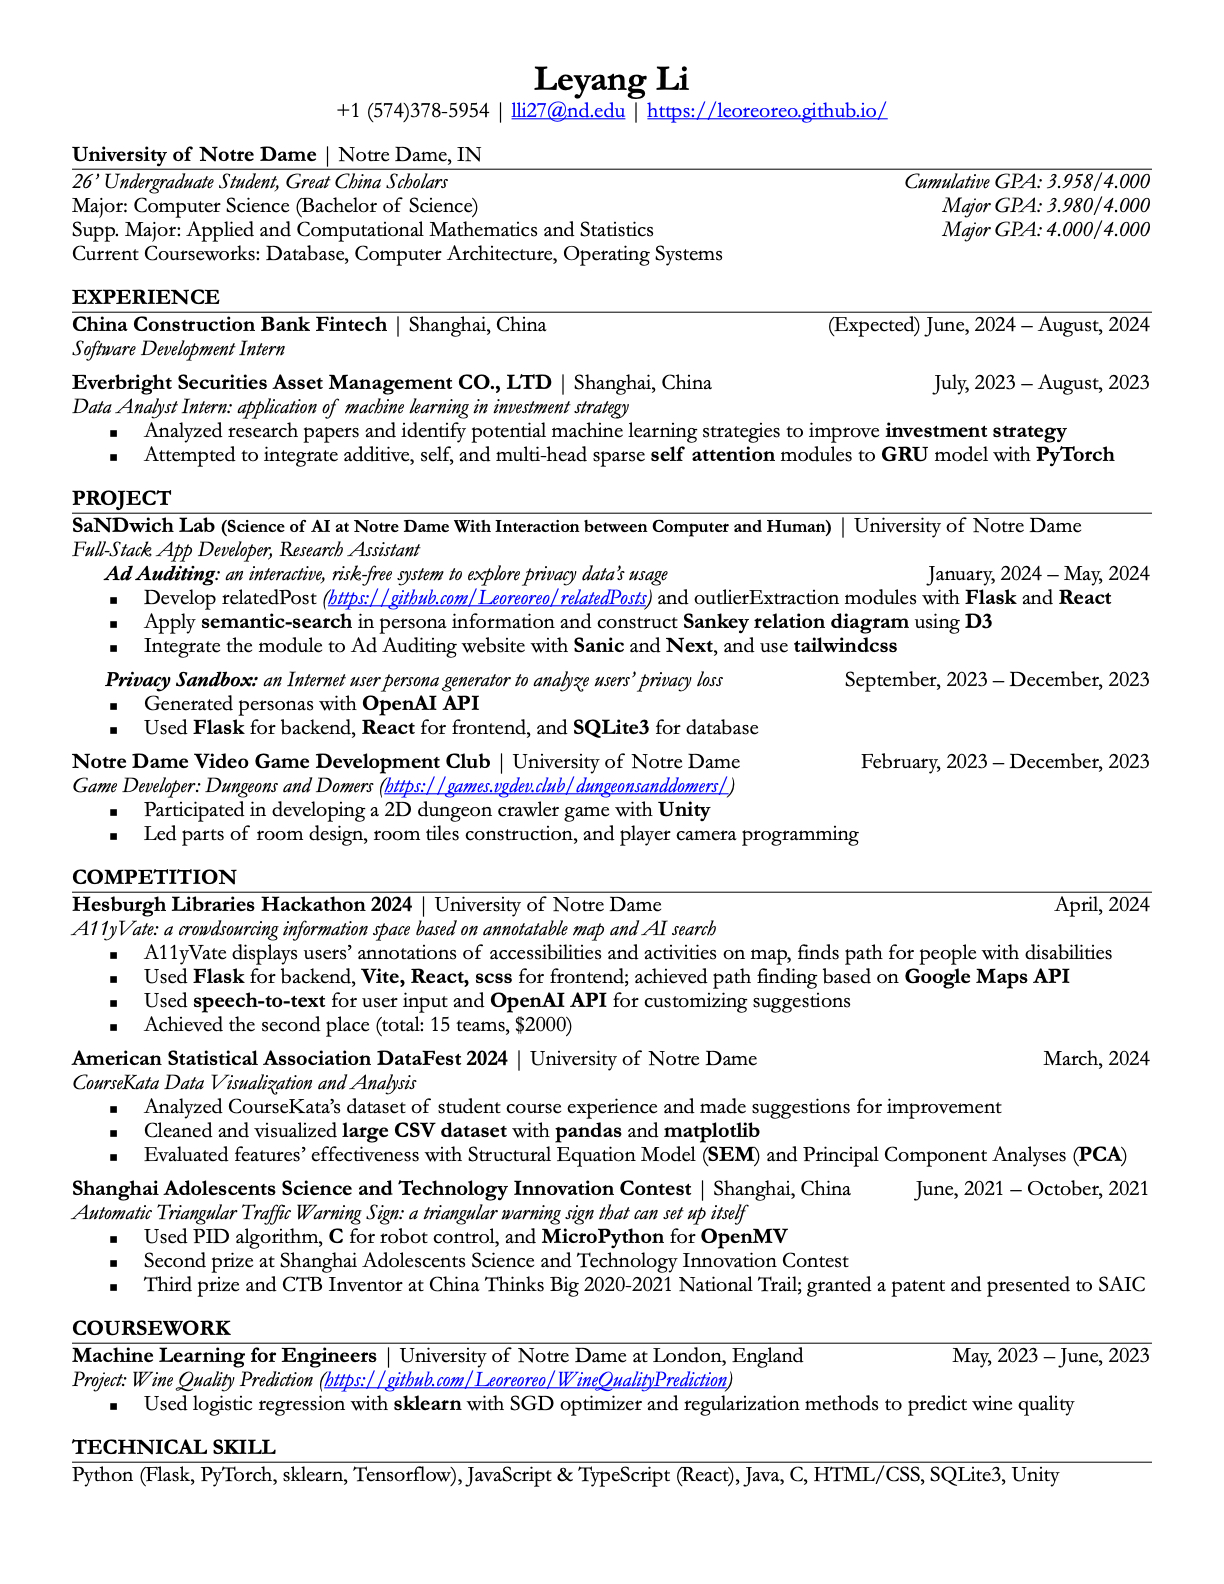 Leyang Li
+1 (574)378-5954 | lli27@nd.edu | https://leoreoreo.github.io/
University of Notre Dame | Notre Dame, IN
26' Undergraduate Student, Great China Scholars Cumulative GPA: 3.958/4.000
Major: Computer Science (Bachelor of Science) Major GPA: 3.980/4.000
Supp. Major: Applied and Computational Mathematics and Statistics Major GPA: 4.000/4.000
Current Courseworks: Database, Computer Architecture, Operating Systems
EXPERIENCE
China Construction Bank Fintech | Shanghai, China (Expected) June, 2024 – August, 2024
Software Development Intern
Everbright Securities Asset Management CO., LTD | Shanghai, China July, 2023 – August, 2023
Data Analyst Intern: application of machine learning in investment strategy
▪ Analyzed research papers and identify potential machine learning strategies to improve investment strategy
▪ Attempted to integrate additive, self, and multi-head sparse self attention modules to GRU model with PyTorch
PROJECT
SaNDwich Lab (Science of AI at Notre Dame With Interaction between Computer and Human) | University of Notre Dame
Full-Stack App Developer, Research Assistant
Ad Auditing: an interactive, risk-free system to explore privacy data's usage January, 2024 – May, 2024
▪ Develop relatedPost (https://github.com/Leoreoreo/relatedPosts) and outlierExtraction modules with Flask and React
▪ Apply semantic-search in persona information and construct Sankey relation diagram using D3
▪ Integrate the module to Ad Auditing website with Sanic and Next, and use tailwindcss
Privacy Sandbox: an Internet user persona generator to analyze users' privacy loss September, 2023 – December, 2023
▪ Generated personas with OpenAI API
▪ Used Flask for backend, React for frontend, and SQLite3 for database
Notre Dame Video Game Development Club | University of Notre Dame February, 2023 – December, 2023
Game Developer: Dungeons and Domers (https://games.vgdev.club/dungeonsanddomers/)
▪ Participated in developing a 2D dungeon crawler game with Unity
▪ Led parts of room design, room tiles construction, and player camera programming
COMPETITION
Hesburgh Libraries Hackathon 2024 | University of Notre Dame April, 2024
A11yVate: a crowdsourcing information space based on annotatable map and AI search
▪ A11yVate displays users' annotations of accessibilities and activities on map, finds path for people with disabilities
▪ Used Flask for backend, Vite, React, scss for frontend; achieved path finding based on Google Maps API
▪ Used speech-to-text for user input and OpenAI API for customizing suggestions
▪ Achieved the second place (total: 15 teams, $2000)
American Statistical Association DataFest 2024 | University of Notre Dame March, 2024
CourseKata Data Visualization and Analysis
▪ Analyzed CourseKata's dataset of student course experience and made suggestions for improvement
▪ Cleaned and visualized large CSV dataset with pandas and matplotlib
▪ Evaluated features' effectiveness with Structural Equation Model (SEM) and Principal Component Analyses (PCA)
Shanghai Adolescents Science and Technology Innovation Contest | Shanghai, China June, 2021 – October, 2021
Automatic Triangular Traffic Warning Sign: a triangular warning sign that can set up itself
▪ Used PID algorithm, C for robot control, and MicroPython for OpenMV
▪ Second prize at Shanghai Adolescents Science and Technology Innovation Contest
▪ Third prize and CTB Inventor at China Thinks Big 2020-2021 National Trail; granted a patent and presented to SAIC
COURSEWORK
Machine Learning for Engineers | University of Notre Dame at London, England May, 2023 – June, 2023
Project: Wine Quality Prediction (https://github.com/Leoreoreo/WineQualityPrediction)
▪ Used logistic regression with sklearn with SGD optimizer and regularization methods to predict wine quality
TECHNICAL SKILL
Python (Flask, PyTorch, sklearn, Tensorflow), JavaScript & TypeScript (React), Java, C, HTML/CSS, SQLite3, Unity